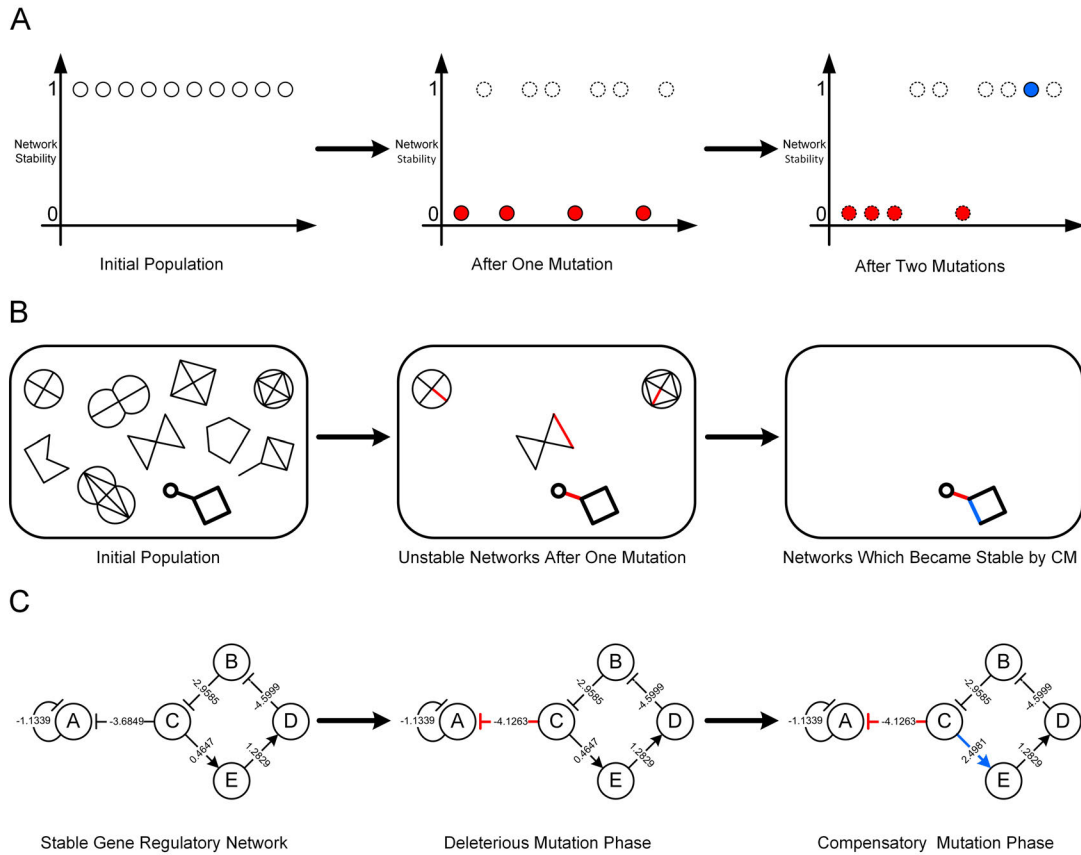 A
1
Network
Stability
0
Initial Population
1
Network
Stability
0
After One Mutation
1
Network
Stability
0
After Two Mutations
B
Initial Population
Unstable Networks After One Mutation
Networks Which Became Stable by CM
C
B
-2.9585
-4.5999
-1.1339
A
-3.6849
C
D
0.4647
1.2829
E
Stable Gene Regulatory Network
B
-2.9585
-4.5999
-1.1339
A
-4.1263
C
D
0.4647
1.2829
E
Deleterious Mutation Phase
B
-2.9585
-4.5999
-1.1339
A
-4.1263
C
D
2.4981
1.2829
E
Compensatory Mutation Phase